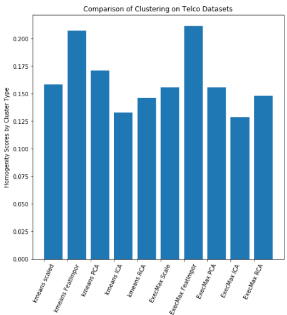 Comparison of Clustering on Telco Datasets
Homogenity Scores by Cluster Type
0.200
0.175
0.150
0.125
0.100
0.075
0.050
0.025
0.000
kmeans scaled
kmeans FeatImpor
kmeans PCA
kmeans ICA
kmeans RCA
ExecMax Scale
ExecMax FeatImpor
ExecMax PCA
ExecMax ICA
ExecMax RCA